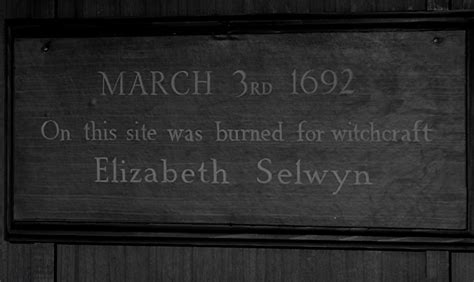 MARCH 3RD 1692
On this site was burned for witchcraft
Elizabeth Selwyn